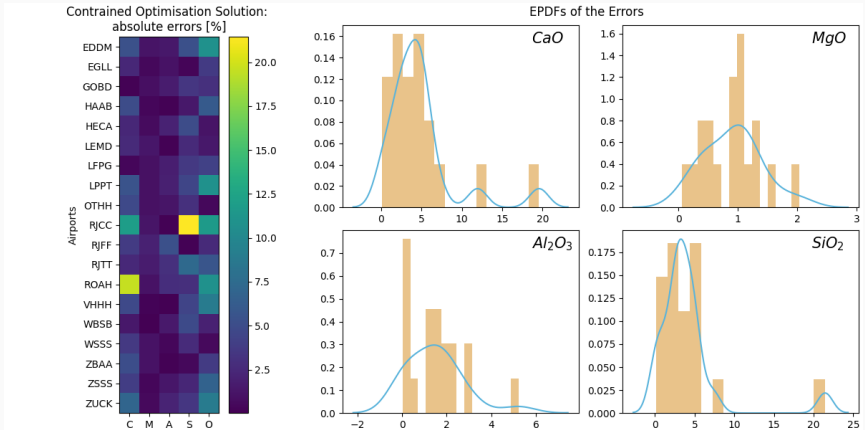 Contrained Optimisation Solution:
absolute errors [%]
EPDFs of the Errors
Airports
EDDM
EGLL
GOBD
HAAB
HECA
LEMD
LFPG
LPPT
OTHH
RJCC
RJFF
RJTT
ROAH
VHHH
WBSB
WSSS
ZBAA
ZSSS
ZUCK
C M A S O
20.0
17.5
15.0
12.5
10.0
7.5
5.0
2.5
CaO
0.16
0.14
0.12
0.10
0.08
0.06
0.04
0.02
0.00
0 5 10 15 20
MgO
1.6
1.4
1.2
1.0
0.8
0.6
0.4
0.2
0.0
0 1 2 3
Al₂O₃
0.7
0.6
0.5
0.4
0.3
0.2
0.1
0.0
−2 0 2 4 6
SiO₂
0.175
0.150
0.125
0.100
0.075
0.050
0.025
0.000
0 5 10 15 20 25